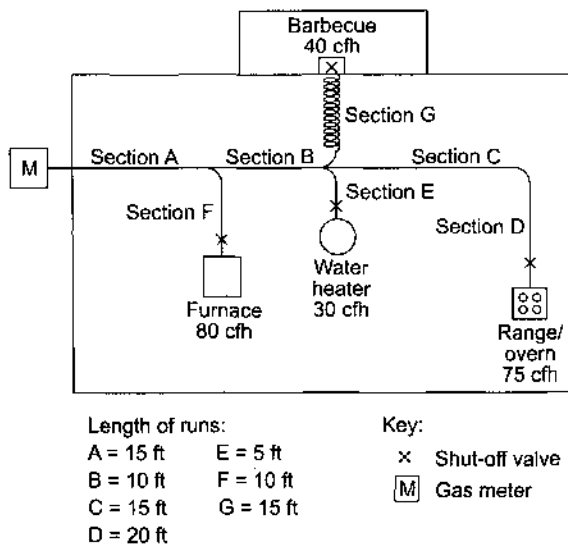 Barbecue
40 cfh
Section G
M
Section A
Section B
Section C
Section E
Section F
Section D
Water
heater
30 cfh
Furnace
80 cfh
Range/
overn
75 cfh
Length of runs:
A = 15 ft
E = 5 ft
B = 10 ft
F = 10 ft
C = 15 ft
G = 15 ft
D = 20 ft
Key:
× Shut-off valve
M Gas meter